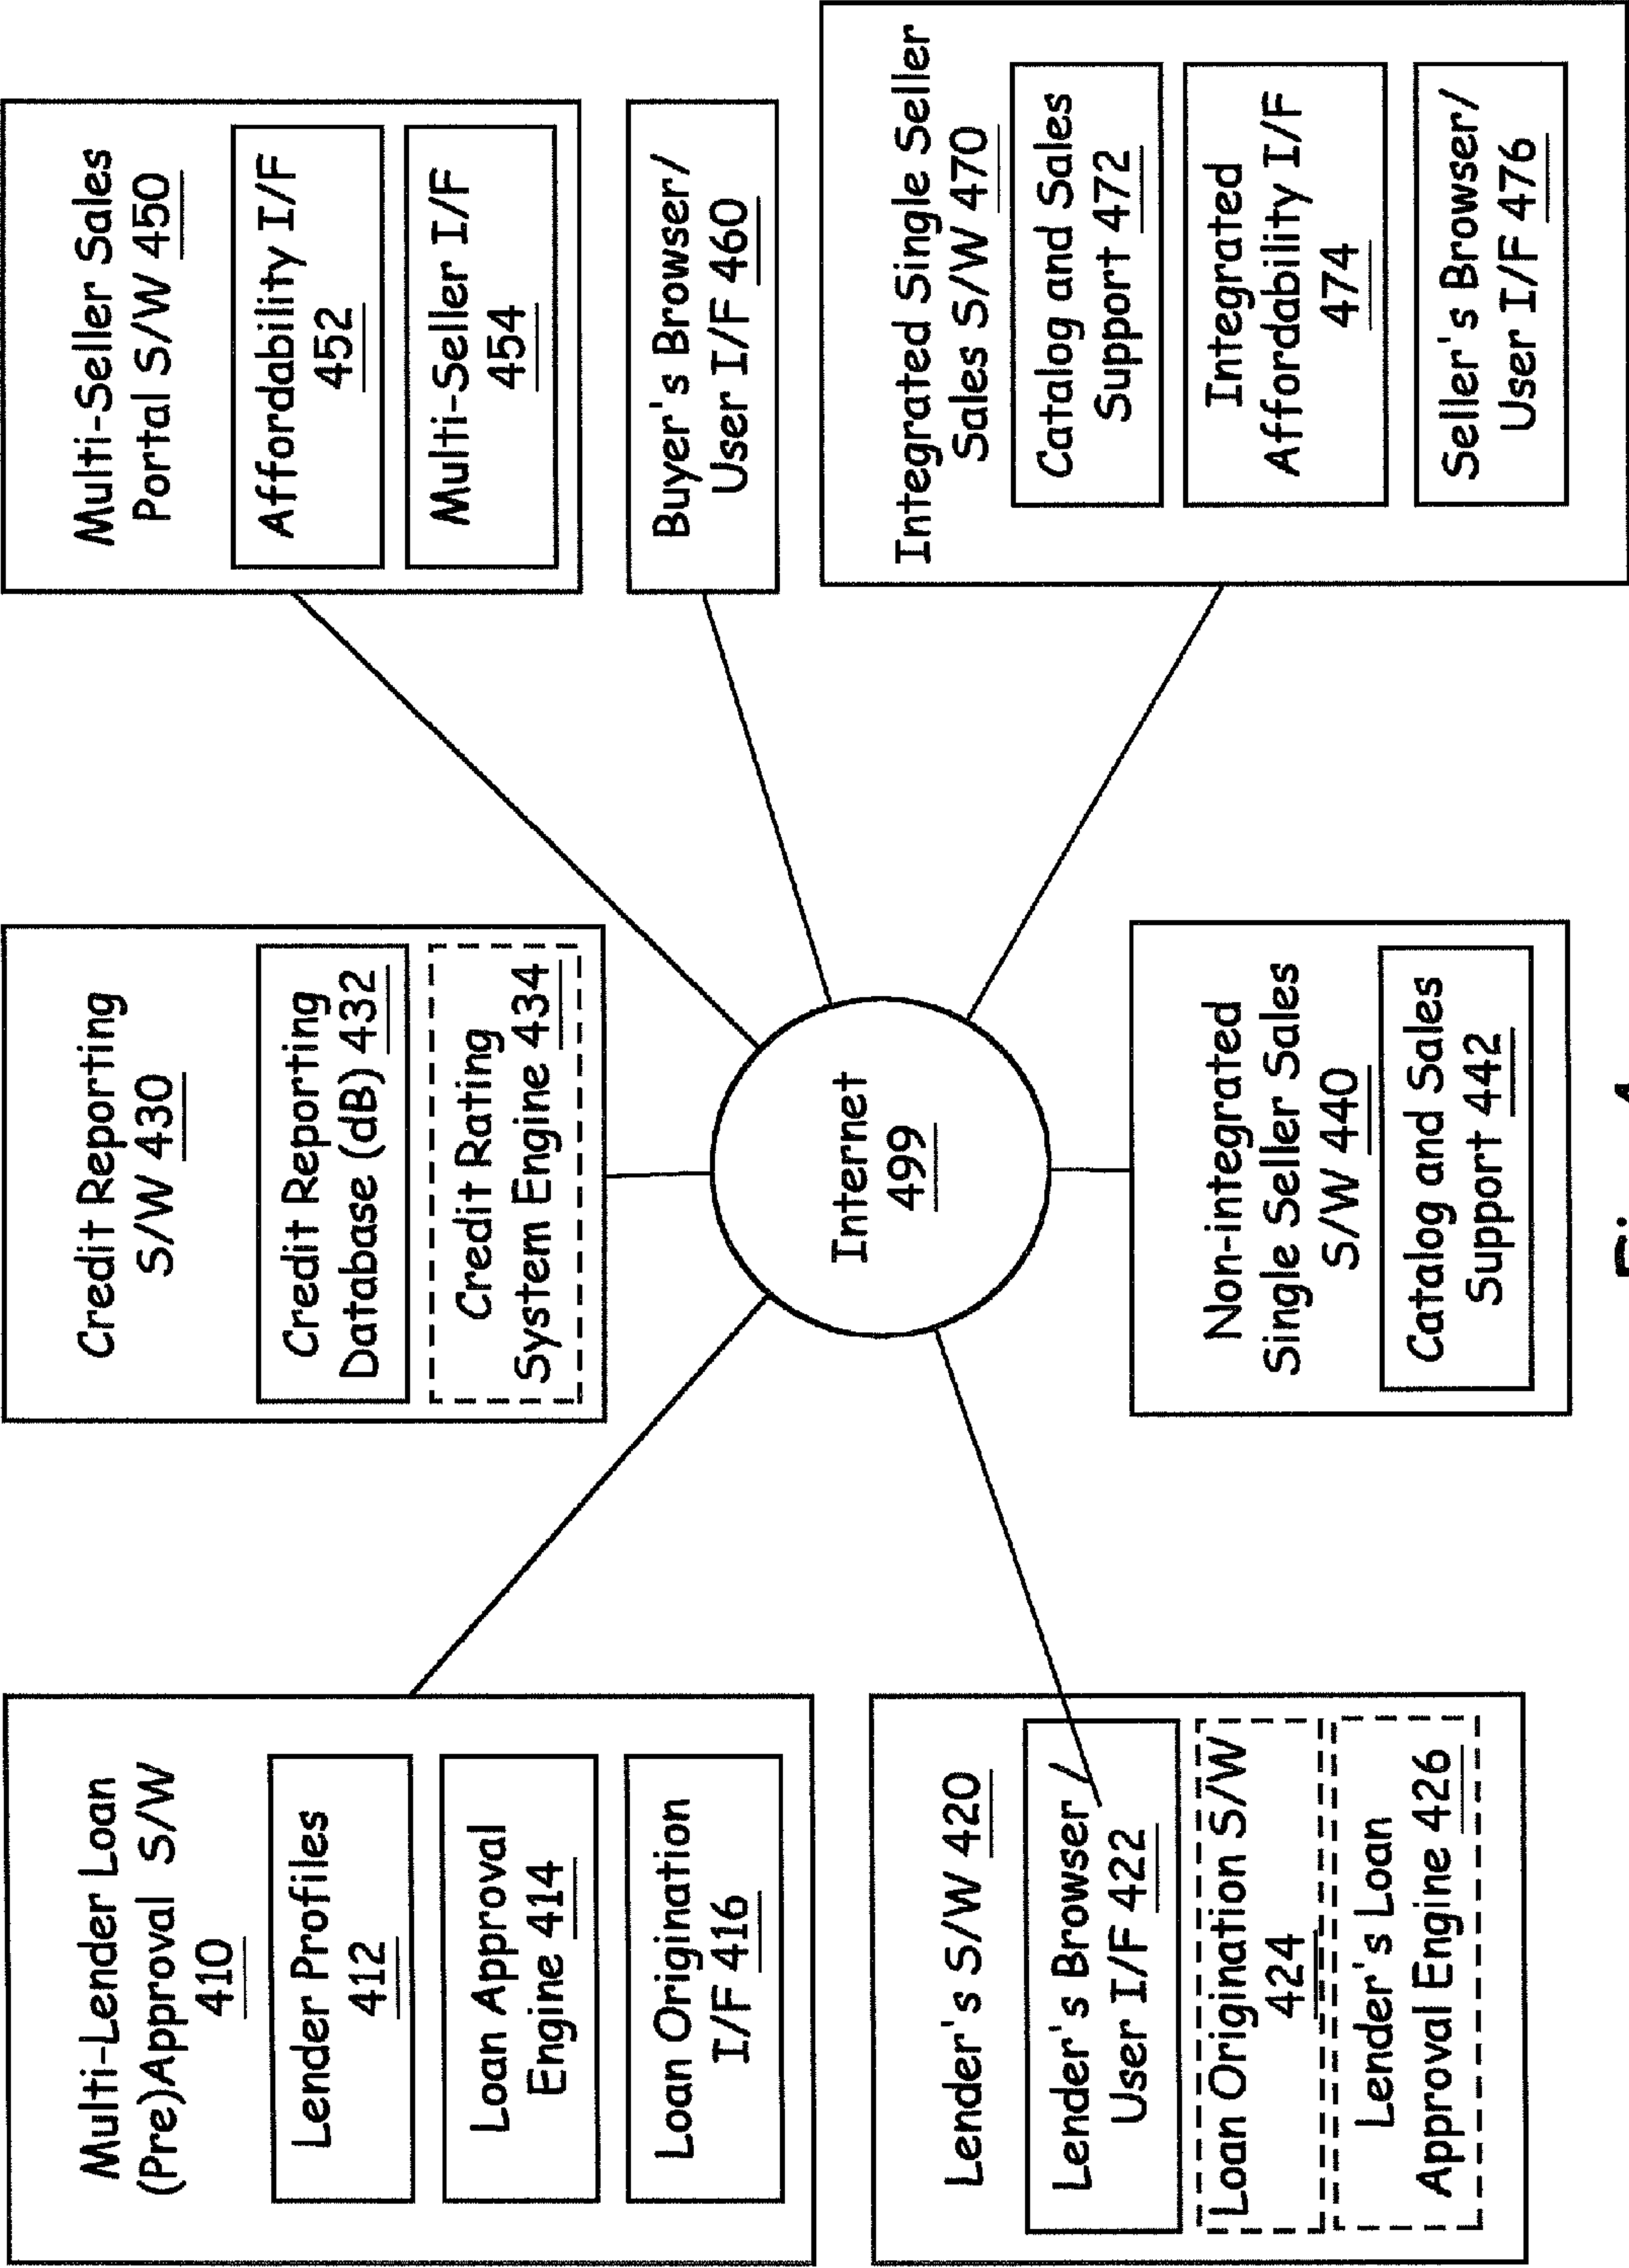 Multi-Lender Loan
(Pre)Approval S/W
410
Lender Profiles
412
Loan Approval
Engine 414
Loan Origination
I/F 416
Lender's S/W 420
Lender's Browser /
User I/F 422
Loan Origination S/W
424
Lender's Loan
Approval Engine 426
Credit Reporting
S/W 430
Credit Reporting
Database (dB) 432
Credit Rating
System Engine 434
Internet
499
Non-integrated
Single Seller Sales
S/W 440
Catalog and Sales
Support 442
Multi-Seller Sales
Portal S/W 450
Affordability I/F
452
Multi-Seller I/F
454
Buyer's Browser/
User I/F 460
Integrated Single Seller
Sales S/W 470
Catalog and Sales
Support 472
Integrated
Affordability I/F
474
Seller's Browser/
User I/F 476